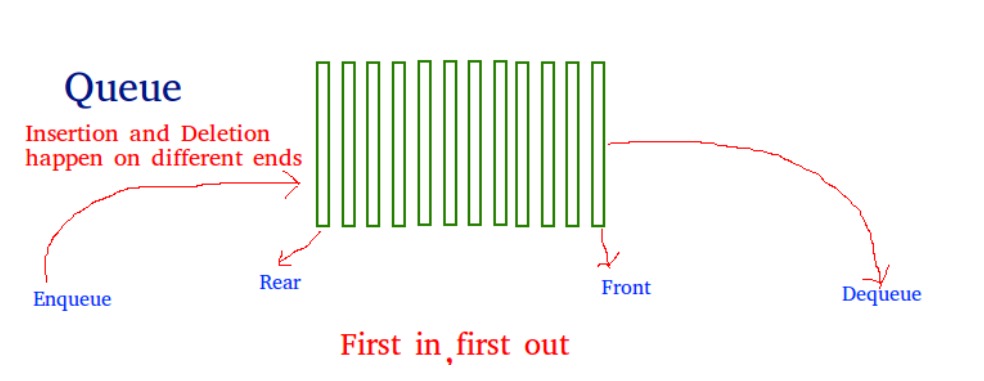 Queue
Insertion and Deletion
happen on different ends
Enqueue
Rear
Front
Dequeue
First in,first out